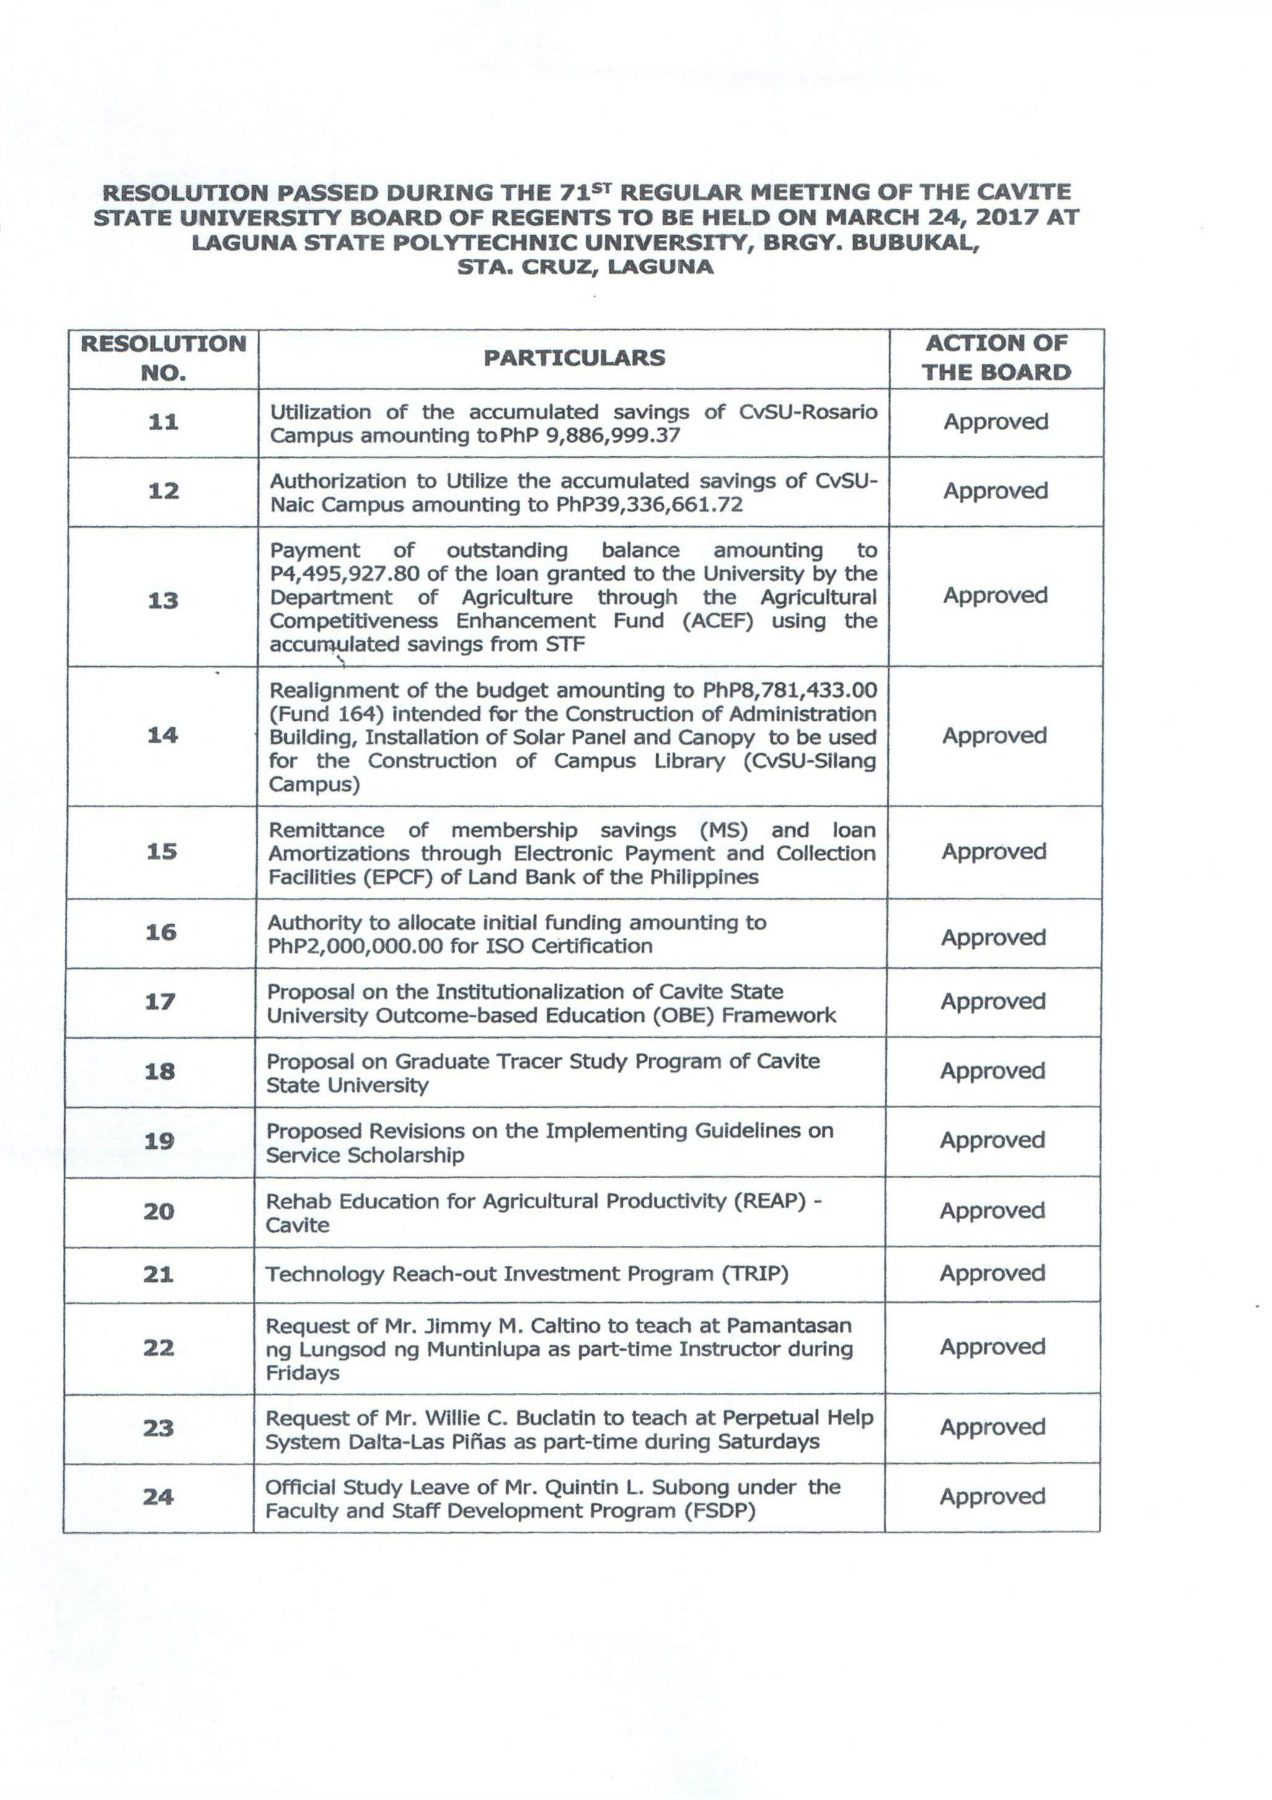 RESOLUTION PASSED DURING THE 71ST REGULAR MEETING OF THE CAVITE
STATE UNIVERSITY BOARD OF REGENTS TO BE HELD ON MARCH 24, 2017 AT
LAGUNA STATE POLYTECHNIC UNIVERSITY, BRGY. BUBUKAL,
STA. CRUZ, LAGUNA
RESOLUTION
NO.
PARTICULARS
ACTION OF
THE BOARD
11
Utilization of the accumulated savings of CvSU-Rosario
Campus amounting to PhP 9,886,999.37
Approved
12
Authorization to Utilize the accumulated savings of CvSU-
Naic Campus amounting to PhP39,336,661.72
Approved
13
Payment of outstanding balance amounting to
P4,495,927.80 of the loan granted to the University by the
Department of Agriculture through the Agricultural
Competitiveness Enhancement Fund (ACEF) using the
accumulated savings from STF
Approved
14
Realignment of the budget amounting to PhP8,781,433.00
(Fund 164) intended for the Construction of Administration
Building, Installation of Solar Panel and Canopy to be used
for the Construction of Campus Library (CvSU-Silang
Campus)
Approved
15
Remittance of membership savings (MS) and loan
Amortizations through Electronic Payment and Collection
Facilities (EPCF) of Land Bank of the Philippines
Approved
16
Authority to allocate initial funding amounting to
PhP2,000,000.00 for ISO Certification
Approved
17
Proposal on the Institutionalization of Cavite State
University Outcome-based Education (OBE) Framework
Approved
18
Proposal on Graduate Tracer Study Program of Cavite
State University
Approved
19
Proposed Revisions on the Implementing Guidelines on
Service Scholarship
Approved
20
Rehab Education for Agricultural Productivity (REAP) -
Cavite
Approved
21
Technology Reach-out Investment Program (TRIP)
Approved
22
Request of Mr. Jimmy M. Caltino to teach at Pamantasan
ng Lungsod ng Muntinlupa as part-time Instructor during
Fridays
Approved
23
Request of Mr. Willie C. Buclatin to teach at Perpetual Help
System Dalta-Las Piñas as part-time during Saturdays
Approved
24
Official Study Leave of Mr. Quintin L. Subong under the
Faculty and Staff Development Program (FSDP)
Approved